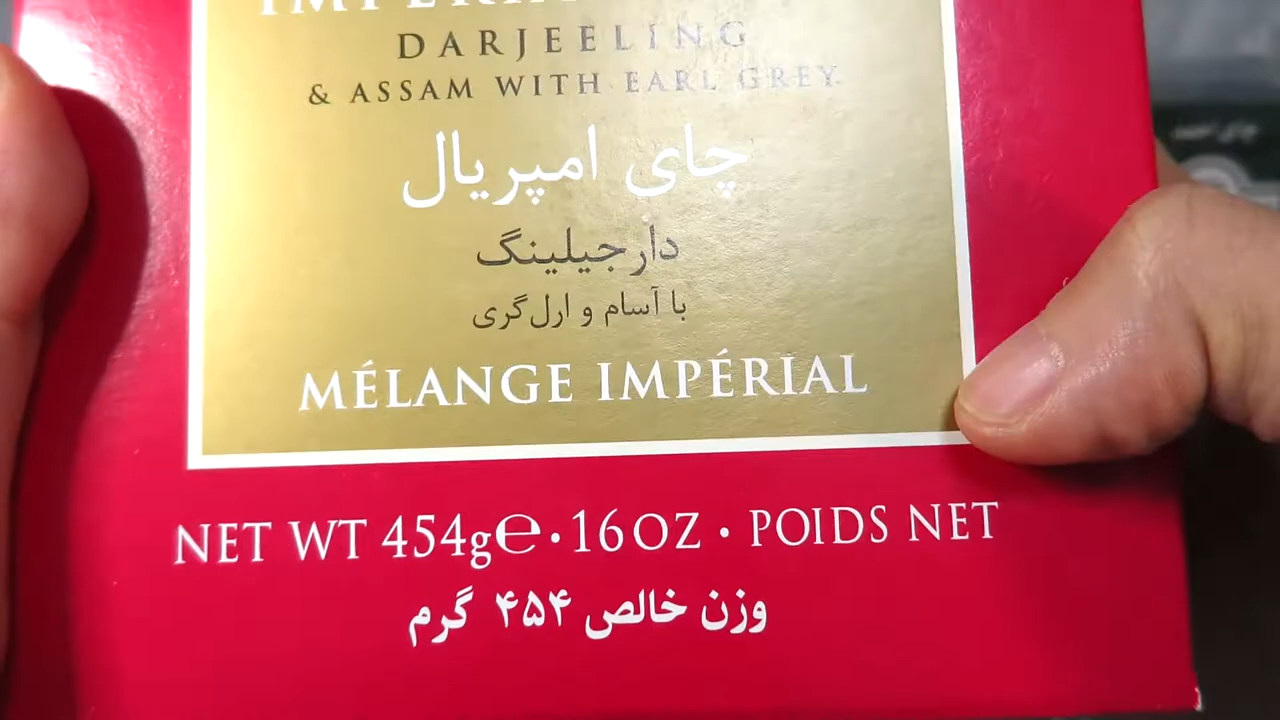 DARJEELING
& ASSAM WITH EARL GREY.
چای امپریال
دارجیلینگ
با آسام و ارل گری
MÉLANGE IMPÉRIAL
NET WT 454g℮ · 16 OZ · POIDS NET
وزن خالص ۴۵۴ گرم